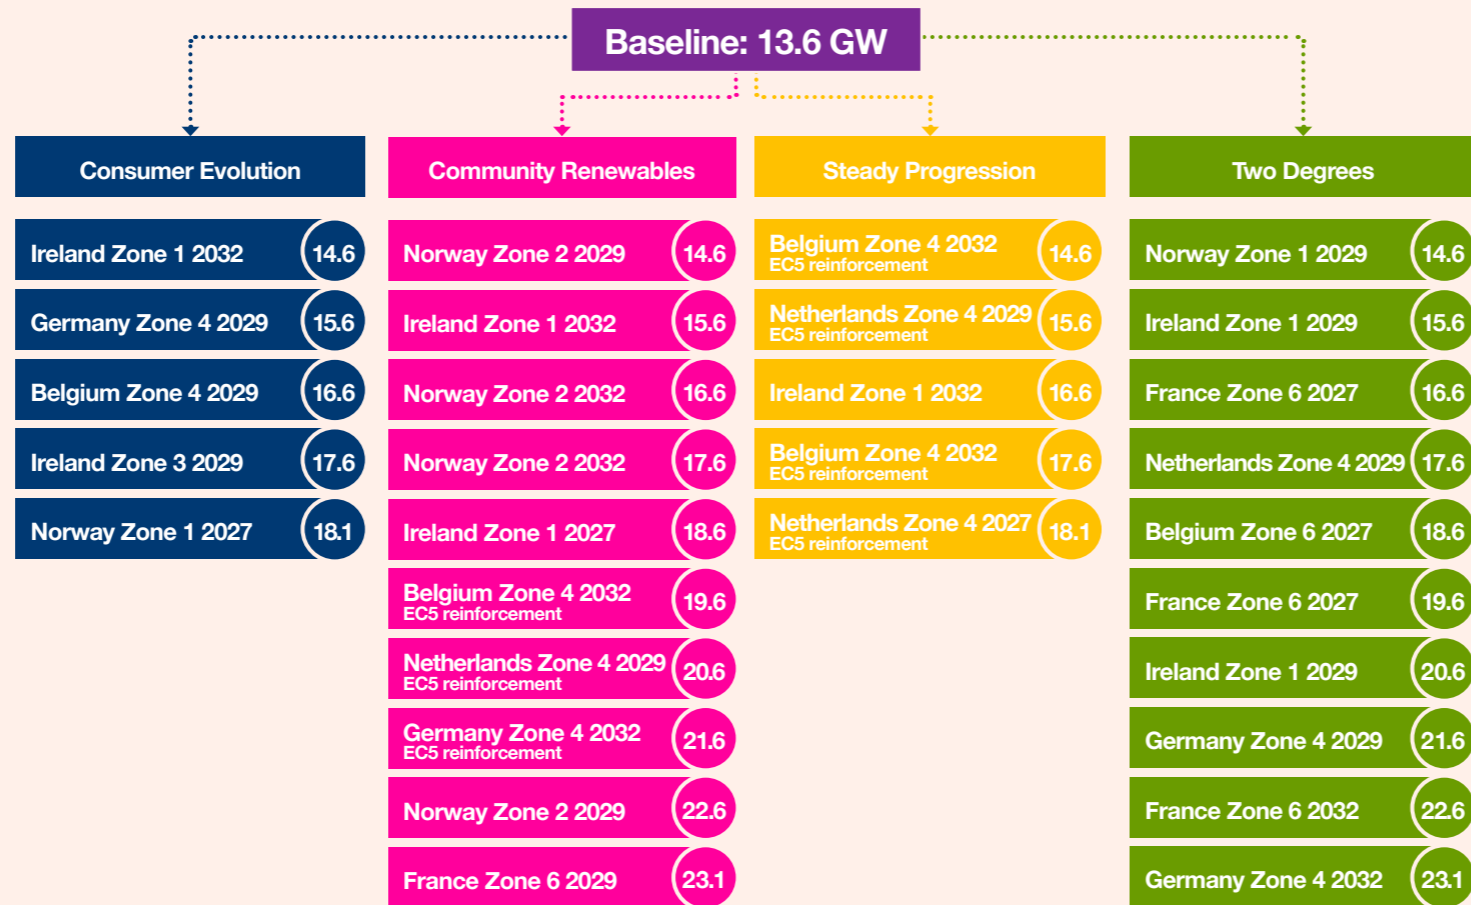 Baseline: 13.6 GW
Consumer Evolution
Ireland Zone 1 2032 14.6
Germany Zone 4 2029 15.6
Belgium Zone 4 2029 16.6
Ireland Zone 3 2029 17.6
Norway Zone 1 2027 18.1
Community Renewables
Norway Zone 2 2029 14.6
Ireland Zone 1 2032 15.6
Norway Zone 2 2032 16.6
Norway Zone 2 2032 17.6
Ireland Zone 1 2027 18.6
Belgium Zone 4 2032 19.6
EC5 reinforcement
Netherlands Zone 4 2029 20.6
EC5 reinforcement
Germany Zone 4 2032 21.6
EC5 reinforcement
Norway Zone 2 2029 22.6
France Zone 6 2029 23.1
Steady Progression
Belgium Zone 4 2032 14.6
EC5 reinforcement
Netherlands Zone 4 2029 15.6
EC5 reinforcement
Ireland Zone 1 2032 16.6
Belgium Zone 4 2032 17.6
EC5 reinforcement
Netherlands Zone 4 2027 18.1
EC5 reinforcement
Two Degrees
Norway Zone 1 2029 14.6
Ireland Zone 1 2029 15.6
France Zone 6 2027 16.6
Netherlands Zone 4 2029 17.6
Belgium Zone 6 2027 18.6
France Zone 6 2027 19.6
Ireland Zone 1 2029 20.6
Germany Zone 4 2029 21.6
France Zone 6 2032 22.6
Germany Zone 4 2032 23.1